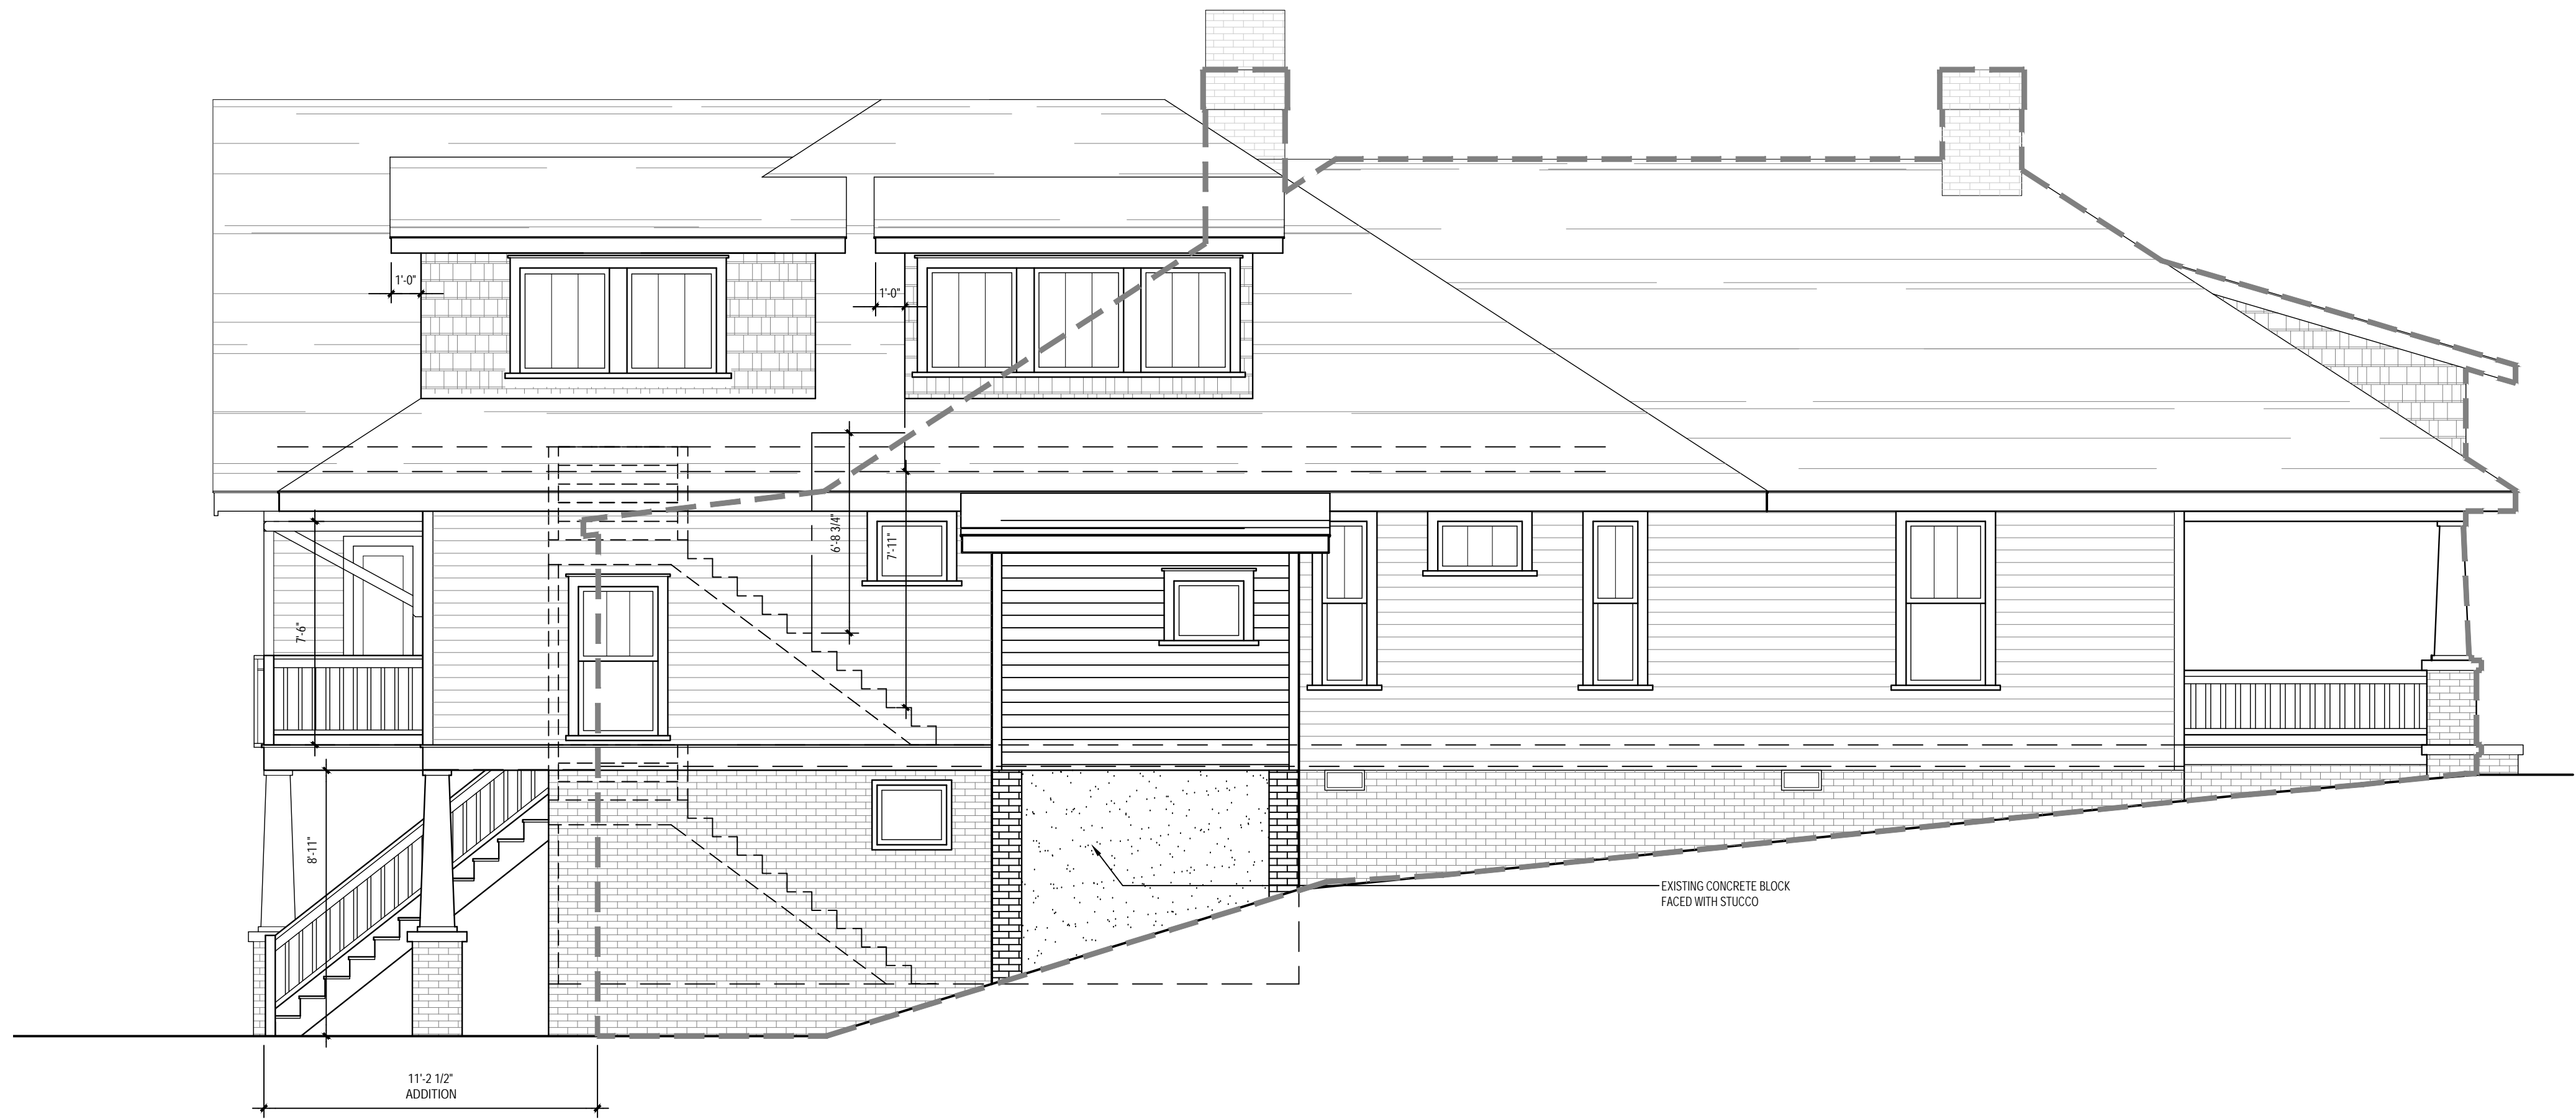 1'-0"
1'-0"
6'-8 3/4"
7'-11"
7'-6"
8'-11"
EXISTING CONCRETE BLOCK
FACED WITH STUCCO
11'-2 1/2"
ADDITION